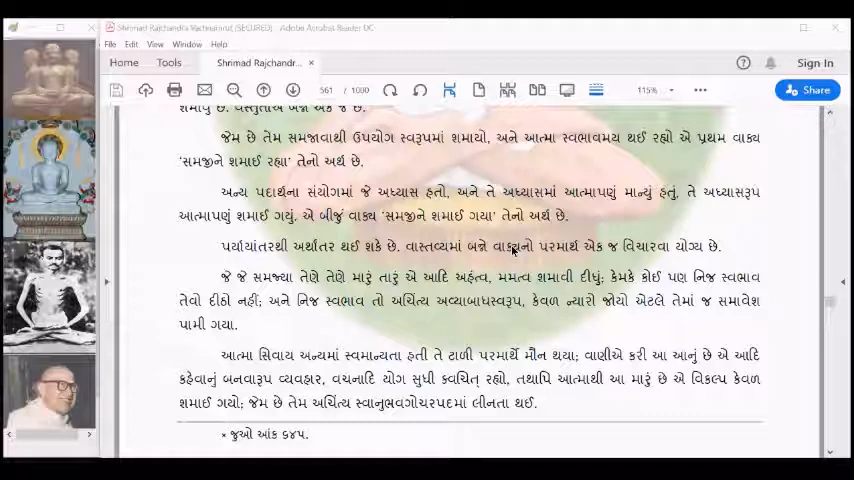 Shrimad Rajchandra Vachnamrut (SECURED) - Adobe Acrobat Reader DC
File Edit View Window Help
Home Tools Shrimad Rajchandr... × Sign In
561 / 1000 115% Share
શમાવું છે. વસ્તુતાએ બન્ને એક જ છે.
જેમ છે તેમ સમજાવાથી ઉપયોગ સ્વરૂપમાં શમાયો, અને આત્મા સ્વભાવમય થઈ રહ્યો એ પ્રથમ વાક્ય
‘સમજીને શમાઈ રહ્યા’ તેનો અર્થ છે.
અન્ય પદાર્થના સંયોગમાં જે અધ્યાસ હતો, અને તે અધ્યાસમાં આત્માપણું માન્યું હતું, તે અધ્યાસરૂપ
આત્માપણું શમાઈ ગયું. એ બીજું વાક્ય ‘સમજીને શમાઈ ગયા’ તેનો અર્થ છે.
પર્યાયાંતરથી અર્થાંતર થઈ શકે છે. વાસ્તવ્યમાં બન્ને વાક્યનો પરમાર્થ એક જ વિચારવા યોગ્ય છે.
જે જે સમજ્યા તેણે તેણે મારું તારું એ આદિ અહંત્વ, મમત્વ શમાવી દીધું; કેમકે કોઈ પણ નિજ સ્વભાવ
તેવો દીઠો નહીં; અને નિજ સ્વભાવ તો અચિંત્ય અવ્યાબાધસ્વરૂપ, કેવળ ન્યારો જોયો એટલે તેમાં જ સમાવેશ
પામી ગયા.
આત્મા સિવાય અન્યમાં સ્વમાન્યતા હતી તે ટાળી પરમાર્થે મૌન થયા; વાણીએ કરી આ આનું છે એ આદિ
કહેવાનું બનવારૂપ વ્યવહાર, વચનાદિ યોગ સુધી ક્વચિત્ રહ્યો, તથાપિ આત્માથી આ મારું છે એ વિકલ્પ કેવળ
શમાઈ ગયો; જેમ છે તેમ અચિંત્ય સ્વાનુભવગોચરપદમાં લીનતા થઈ.
× જુઓ આંક ૬૪૫.